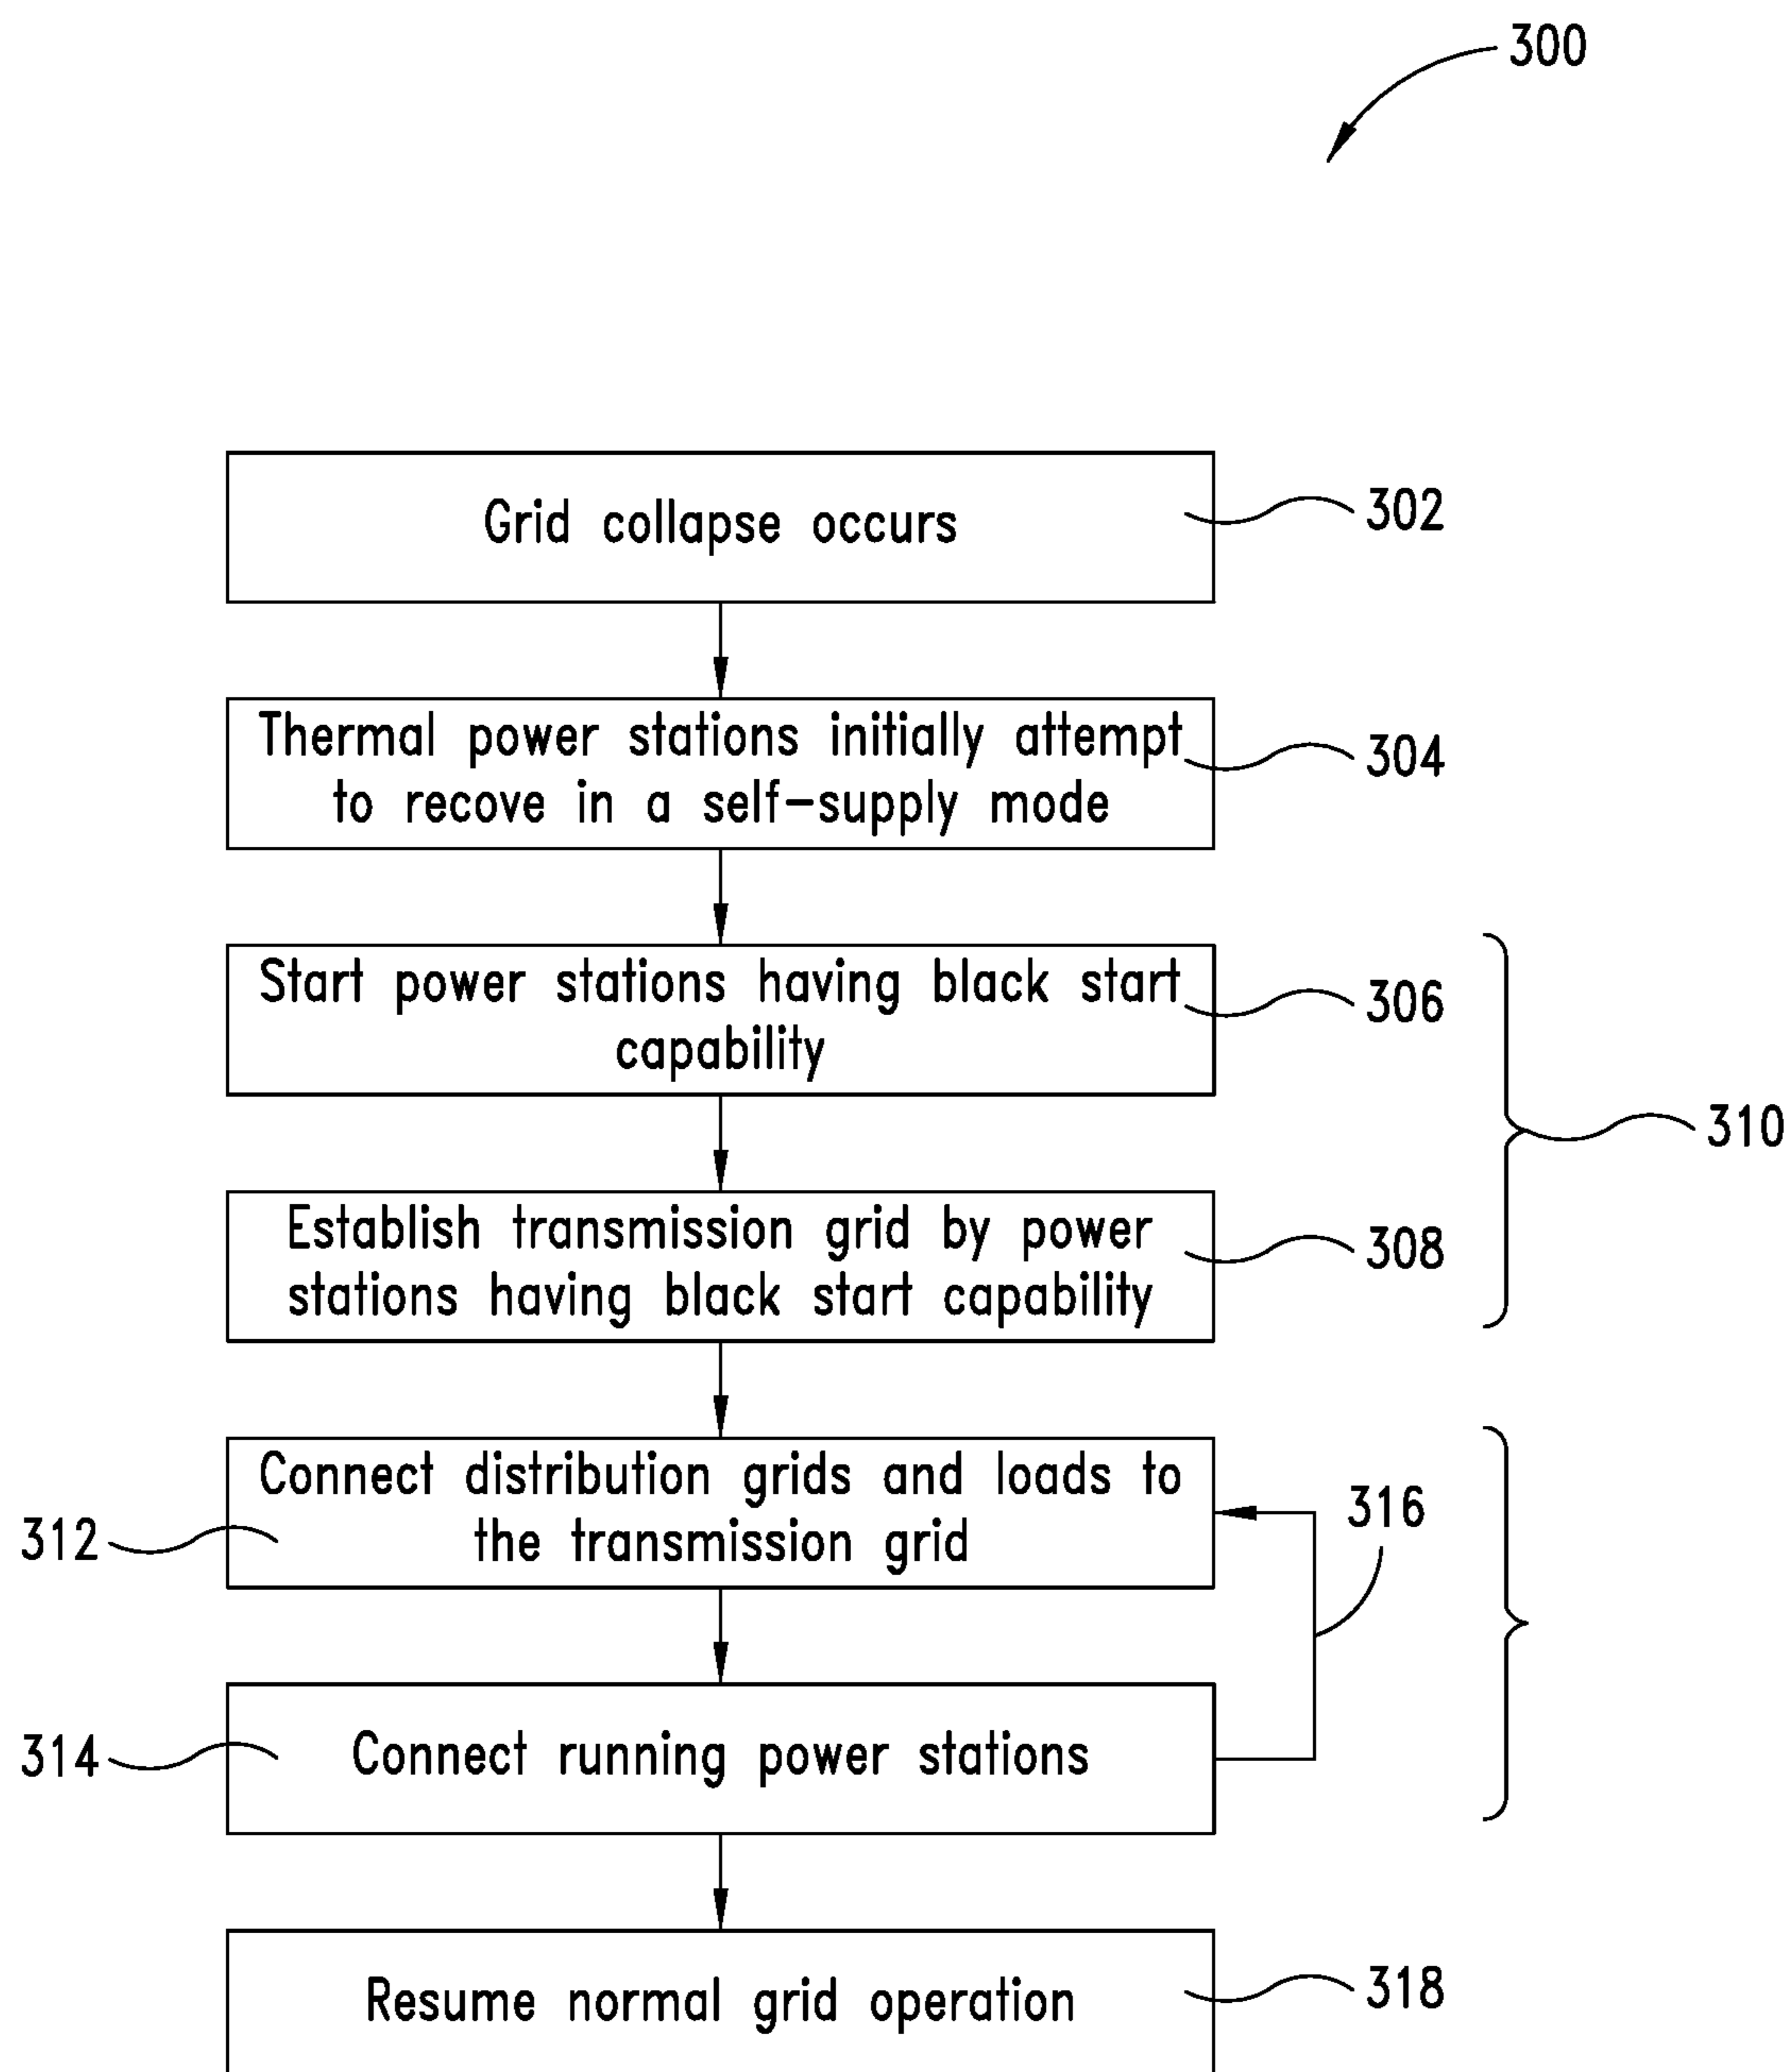 300
Grid collapse occurs
302
Thermal power stations initially attempt
to recove in a self-supply mode
304
Start power stations having black start
capability
306
310
Establish transmission grid by power
stations having black start capability
308
Connect distribution grids and loads to
the transmission grid
312
316
Connect running power stations
314
Resume normal grid operation
318